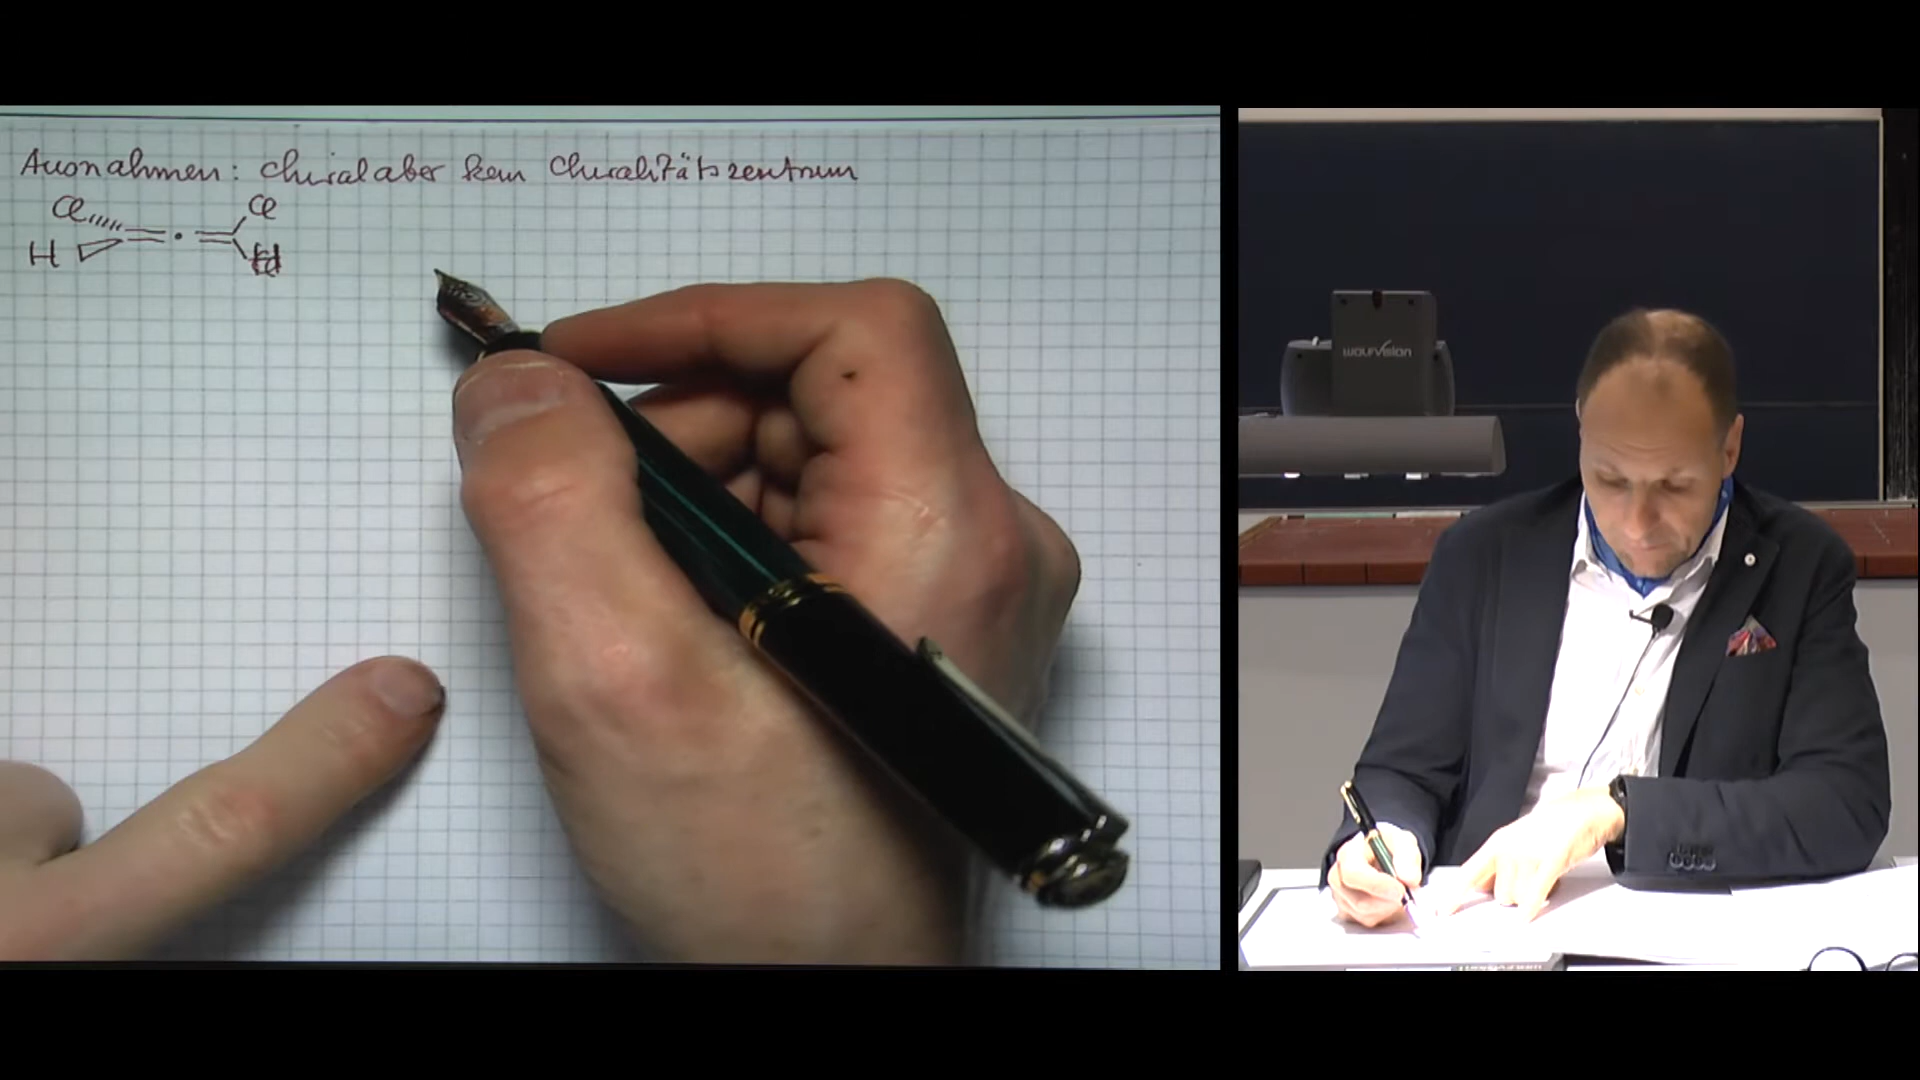 Ausnahmen: chiral aber kein Chiralitätszentrum
Cl Cl
H H
WOLFVISION